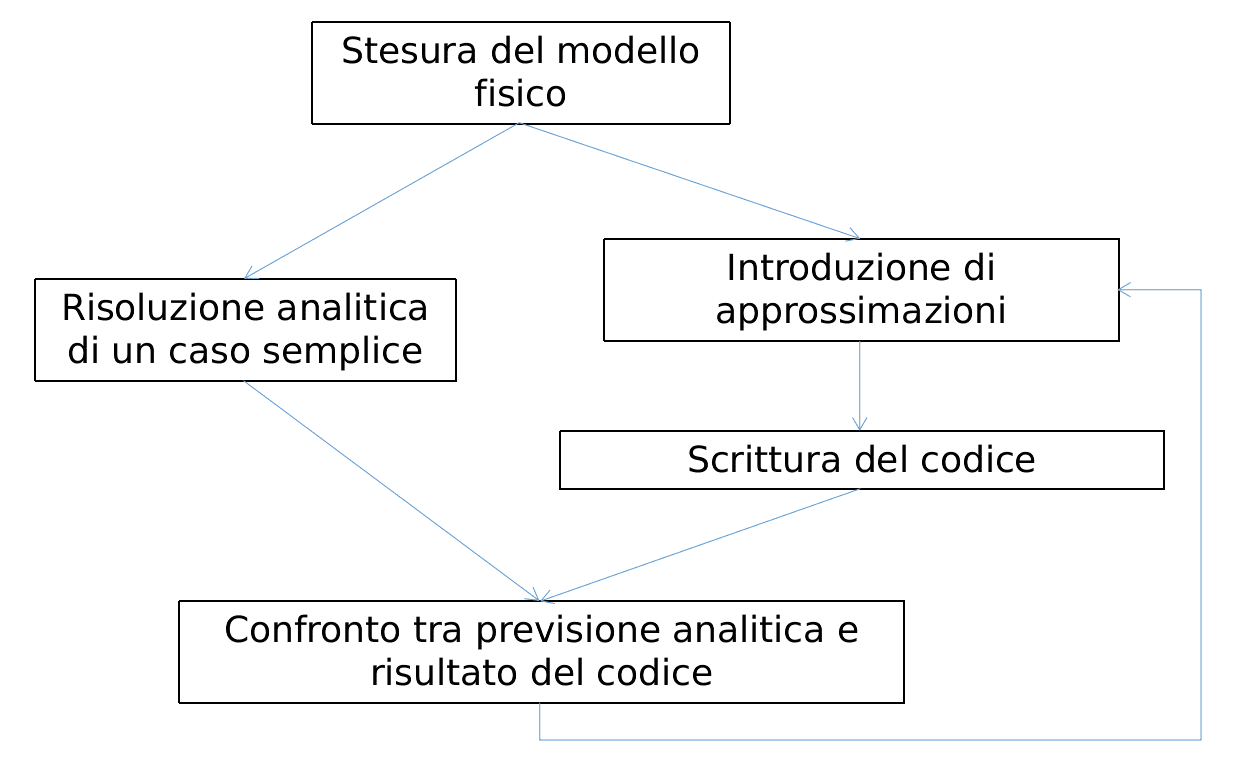 Stesura del modello
fisico
Introduzione di
approssimazioni
Risoluzione analitica
di un caso semplice
Scrittura del codice
Confronto tra previsione analitica e
risultato del codice